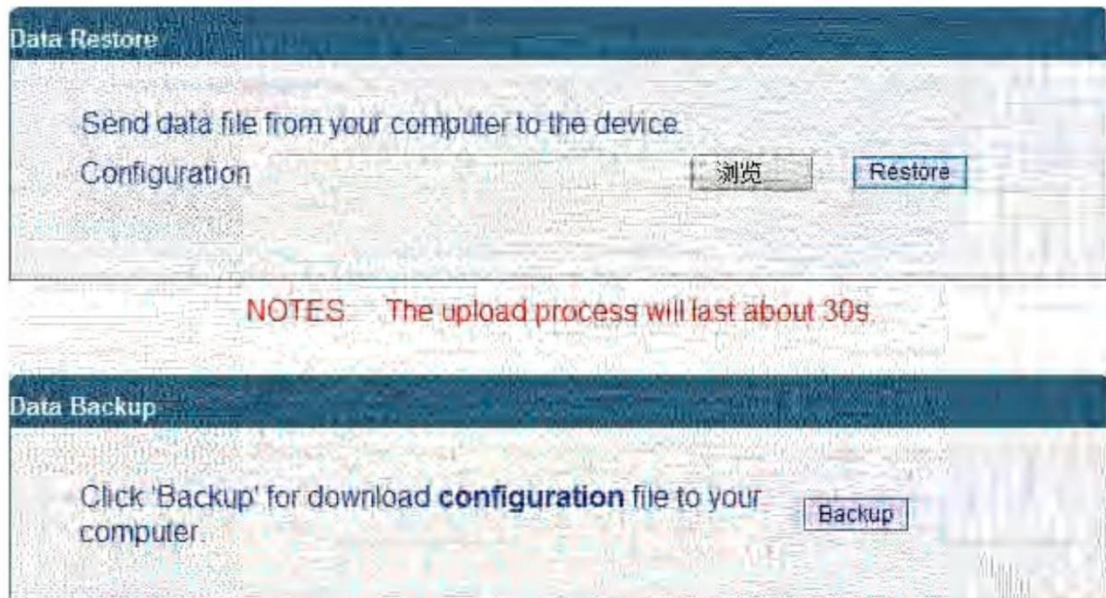 Data Restore
Send data file from your computer to the device.
Configuration 浏览 Restore
NOTES: The upload process will last about 30s.
Data Backup
Click 'Backup' for download configuration file to your
computer. Backup